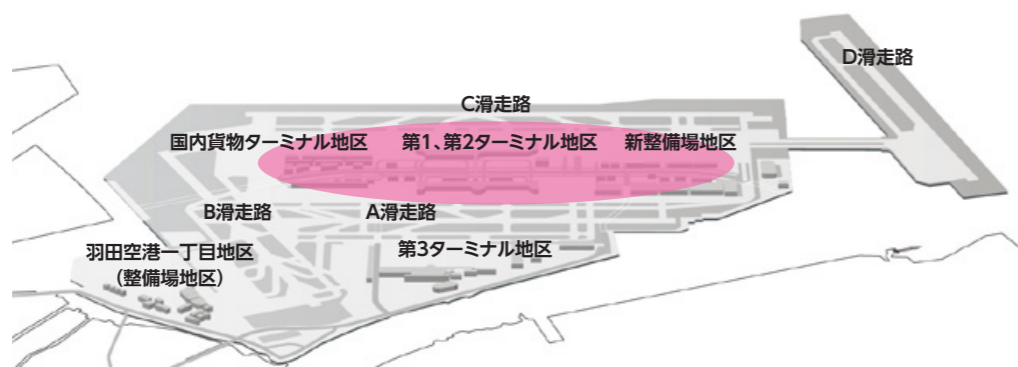 D滑走路
C滑走路
国内貨物ターミナル地区
第1、第2ターミナル地区
新整備場地区
B滑走路
A滑走路
羽田空港一丁目地区
(整備場地区)
第3ターミナル地区